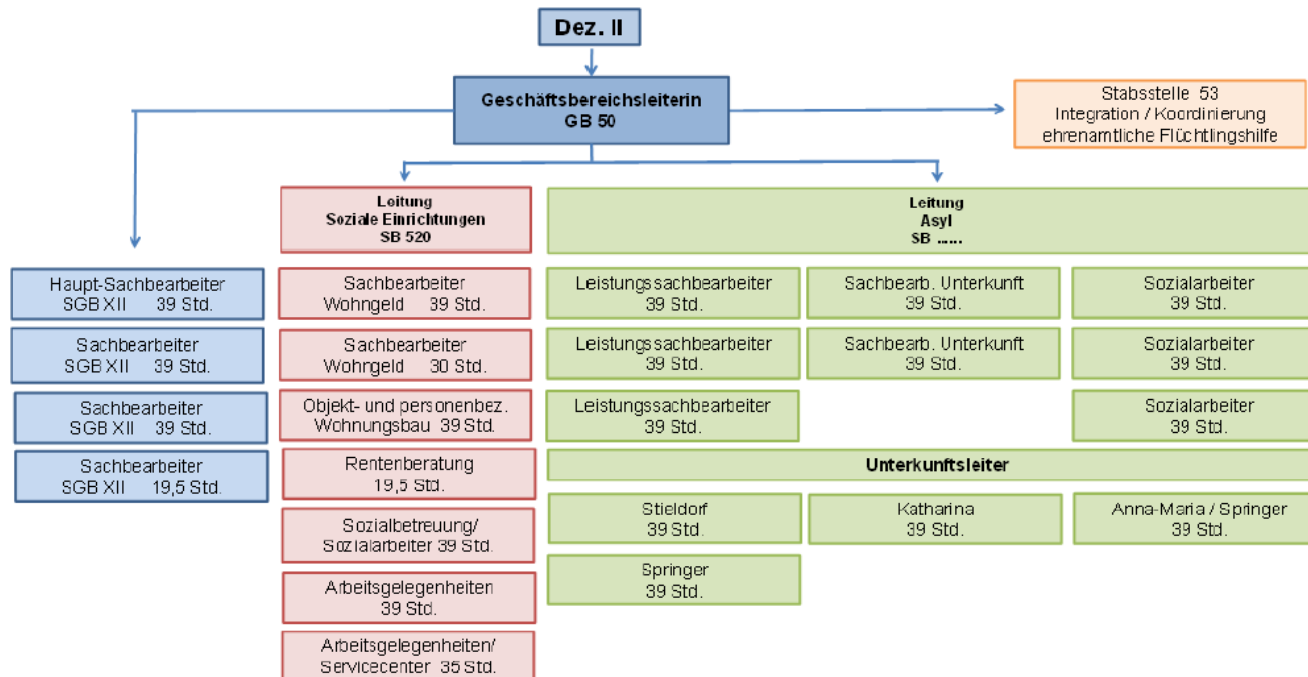 Dez. II
Geschäftsbereichsleiterin
GB 50
Stabsstelle 53
Integration / Koordinierung
ehrenamtliche Flüchtlingshilfe
Leitung
Soziale Einrichtungen
SB 520
Leitung
Asyl
SB ......
Haupt-Sachbearbeiter
SGB XII 39 Std.
Sachbearbeiter
SGB XII 39 Std.
Sachbearbeiter
SGB XII 39 Std.
Sachbearbeiter
SGB XII 19,5 Std.
Sachbearbeiter
Wohngeld 39 Std.
Sachbearbeiter
Wohngeld 30 Std.
Objekt- und personenbez.
Wohnungsbau 39 Std.
Rentenberatung
19,5 Std.
Sozialbetreuung/
Sozialarbeiter 39 Std.
Arbeitsgelegenheiten
39 Std.
Arbeitsgelegenheiten/
Servicecenter 35 Std.
Leistungssachbearbeiter
39 Std.
Leistungssachbearbeiter
39 Std.
Leistungssachbearbeiter
39 Std.
Sachbearb. Unterkunft
39 Std.
Sachbearb. Unterkunft
39 Std.
Sozialarbeiter
39 Std.
Sozialarbeiter
39 Std.
Sozialarbeiter
39 Std.
Unterkunftsleiter
Stieldorf
39 Std.
Katharina
39 Std.
Anna-Maria / Springer
39 Std.
Springer
39 Std.